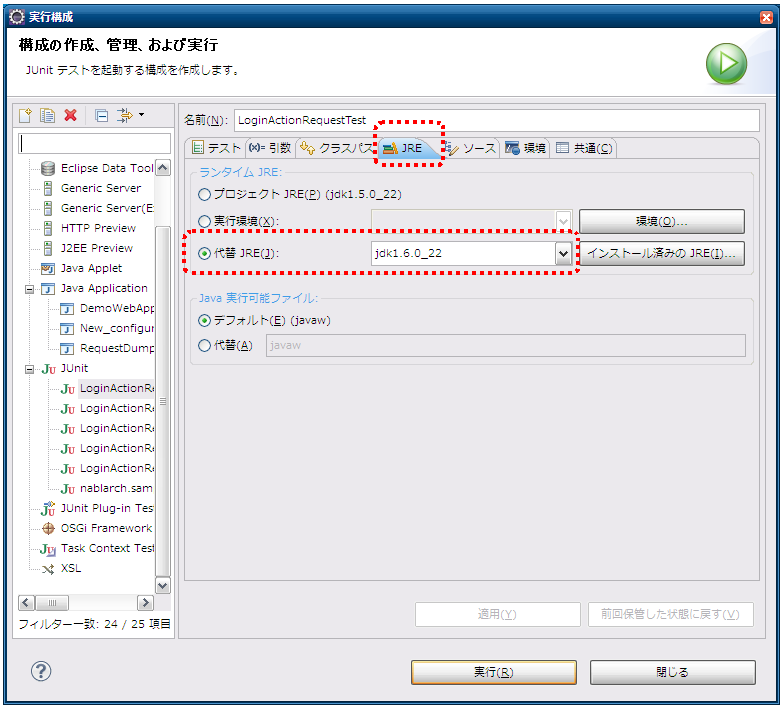 実行構成
構成の作成、管理、および実行
JUnit テストを起動する構成を作成します。
名前(N): LoginActionRequestTest
テスト (x)= 引数 クラスパス JRE ソース 環境 共通(C)
Eclipse Data Tool
Generic Server
Generic Server(E
HTTP Preview
J2EE Preview
Java Applet
Java Application
DemoWebApp
New_configur
RequestDump
JUnit
LoginActionRe
LoginActionRe
LoginActionRe
LoginActionRe
LoginActionRe
nablarch.sam
JUnit Plug-in Test
OSGi Framework
Task Context Test
XSL
フィルター一致: 24 / 25 項目
ランタイム JRE:
プロジェクト JRE(P) (jdk1.5.0_22)
実行環境(X): 環境(O)...
代替 JRE(J): jdk1.6.0_22 インストール済みの JRE(I)...
Java 実行可能ファイル:
デフォルト(E) (javaw)
代替(A) javaw
適用(Y) 前回保管した状態に戻す(V)
実行(R) 閉じる